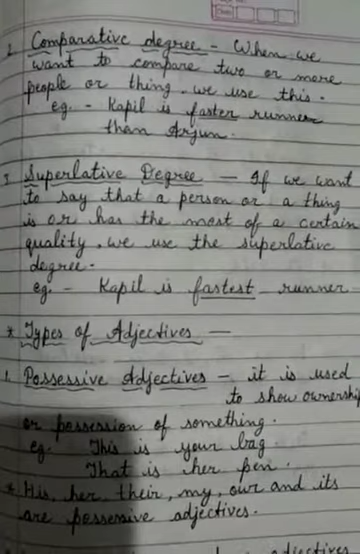 2. Comparative degree - When we
want to compare two or more
people or thing. we use this.
eg. - Kapil is faster runner
than Arjun.
3. Superlative Degree - If we want
to say that a person or a thing
is or has the most of a certain
quality, we use the superlative
degree.
eg. - Kapil is fastest runner
* Types of Adjectives -
1. Possessive Adjectives - it is used
to show ownership
or possession of something.
eg. This is your bag
That is her pen.
* His, her their, my, our and its
are possessive adjectives.
adjectives